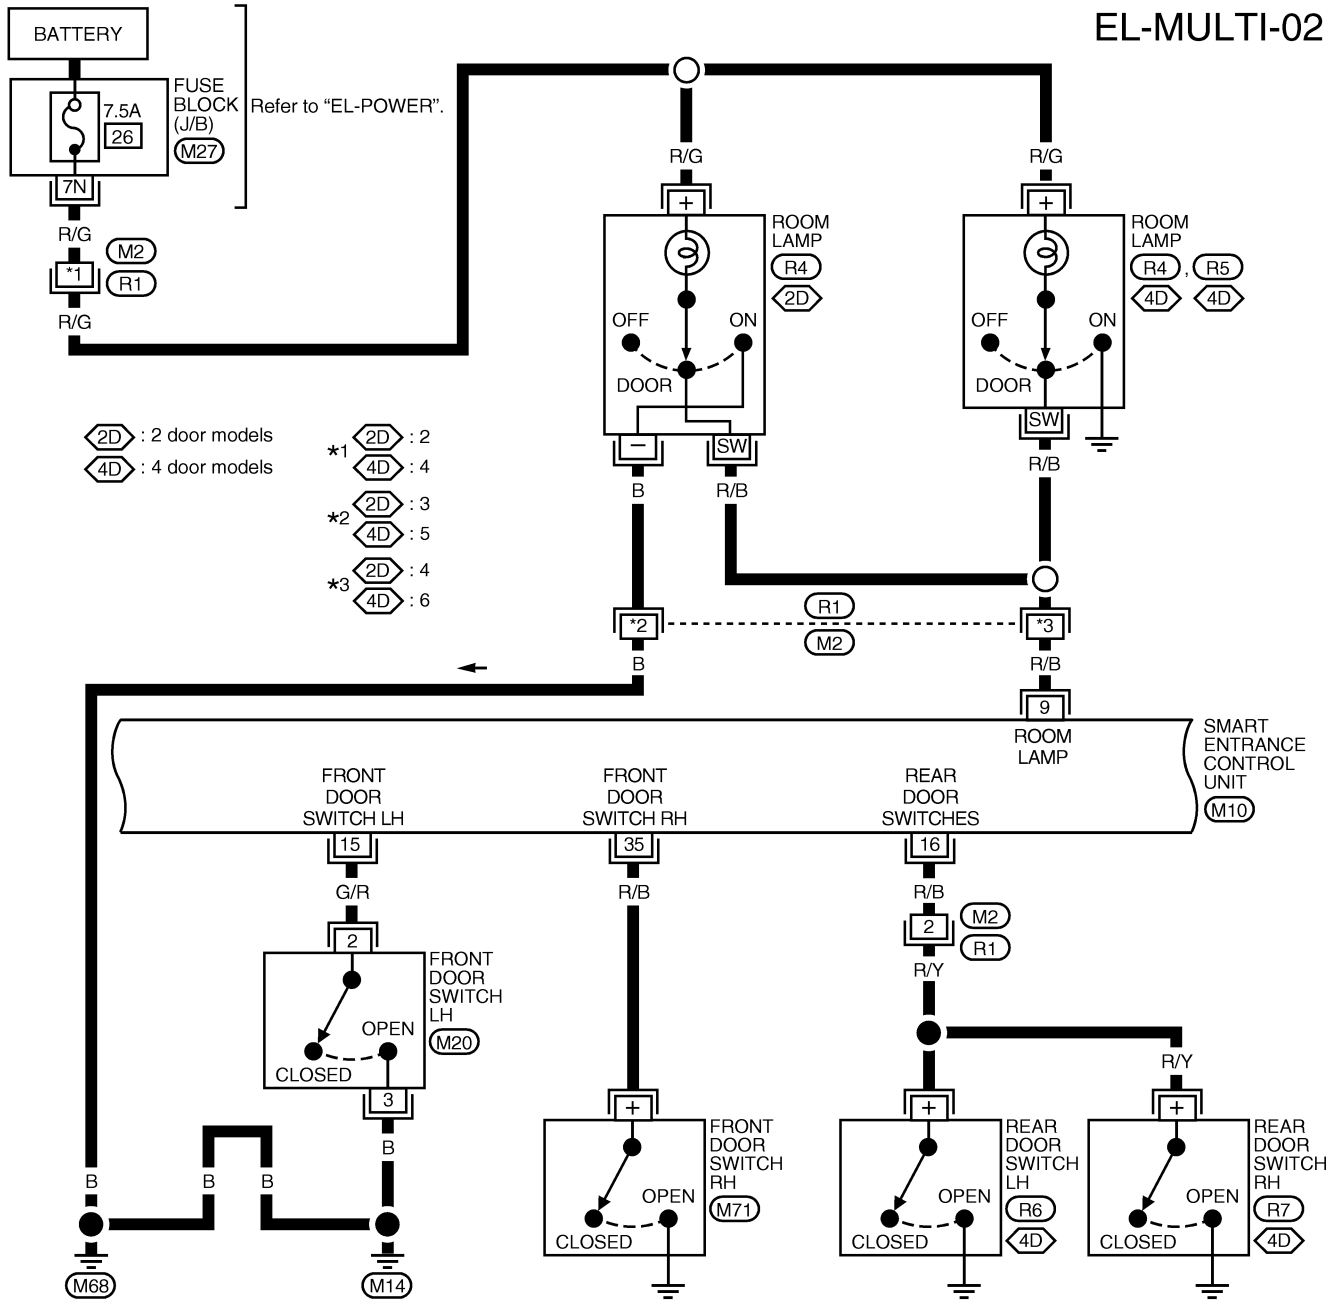 EL-MULTI-02
BATTERY
FUSE
BLOCK
(J/B)
M27
7.5A
26
Refer to “EL-POWER”.
7N
R/G
*1
M2
R1
R/G
R/G
R/G
+
+
ROOM
LAMP
R4
2D
ROOM
LAMP
R4 , R5
4D 4D
OFF
ON
DOOR
OFF
ON
DOOR
–
SW
SW
B
R/B
R/B
2D : 2 door models
4D : 4 door models
*1
2D : 2
4D : 4
*2
2D : 3
4D : 5
*3
2D : 4
4D : 6
*2
R1
M2
*3
B
R/B
9
ROOM
LAMP
SMART
ENTRANCE
CONTROL
UNIT
M10
FRONT
DOOR
SWITCH LH
FRONT
DOOR
SWITCH RH
REAR
DOOR
SWITCHES
15
35
16
G/R
R/B
R/B
2
M2
R1
R/Y
R/Y
2
FRONT
DOOR
SWITCH
LH
M20
OPEN
CLOSED
3
B
B
B
B
M68
M14
+
FRONT
DOOR
SWITCH
RH
M71
OPEN
CLOSED
+
REAR
DOOR
SWITCH
LH
R6
4D
OPEN
CLOSED
+
REAR
DOOR
SWITCH
RH
R7
4D
OPEN
CLOSED